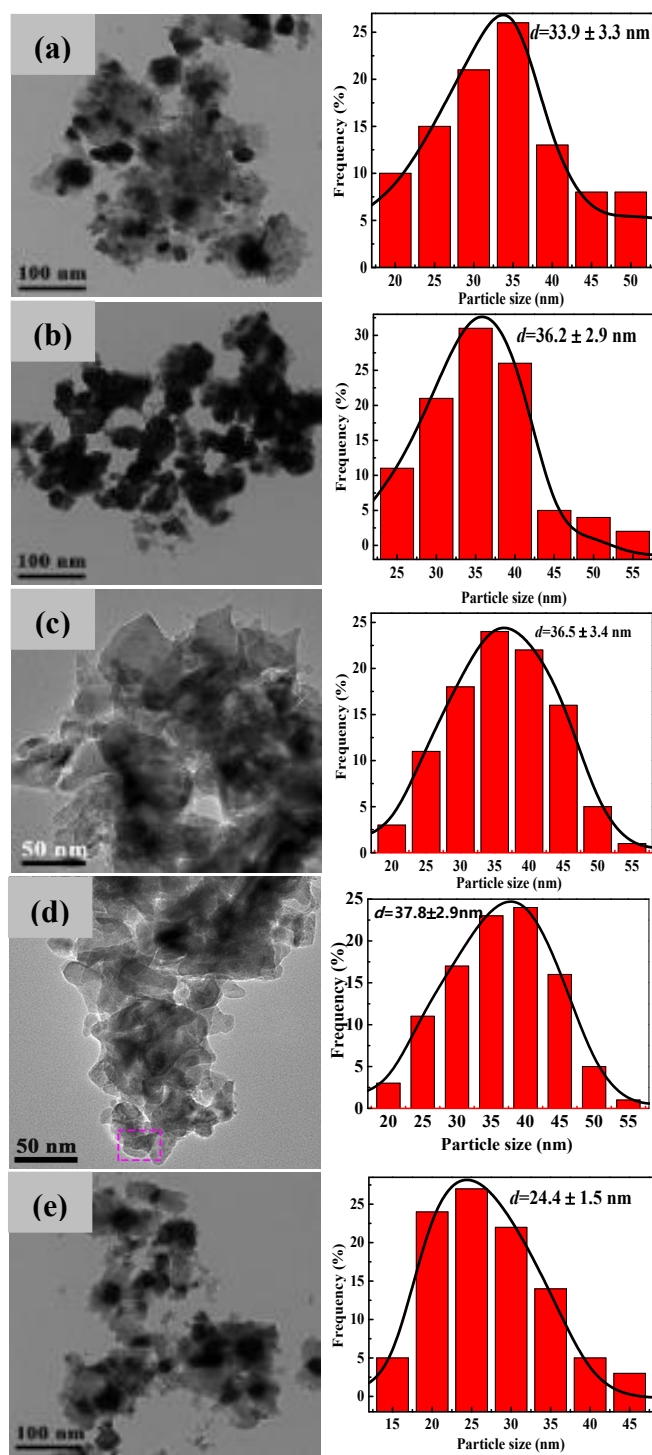 (a)
100 nm
d=33.9 ± 3.3 nm
Frequency (%)
25
20
15
10
5
0
20 25 30 35 40 45 50
Particle size (nm)
(b)
100 nm
d=36.2 ± 2.9 nm
Frequency (%)
30
25
20
15
10
5
0
25 30 35 40 45 50 55
Particle size (nm)
(c)
50 nm
d=36.5 ± 3.4 nm
Frequency (%)
25
20
15
10
5
0
20 25 30 35 40 45 50 55
Particle size (nm)
(d)
50 nm
d=37.8±2.9nm
Frequency (%)
25
20
15
10
5
0
20 25 30 35 40 45 50 55
Particle size (nm)
(e)
100 nm
d=24.4 ± 1.5 nm
Frequency (%)
25
20
15
10
5
0
15 20 25 30 35 40 45
Particle size (nm)